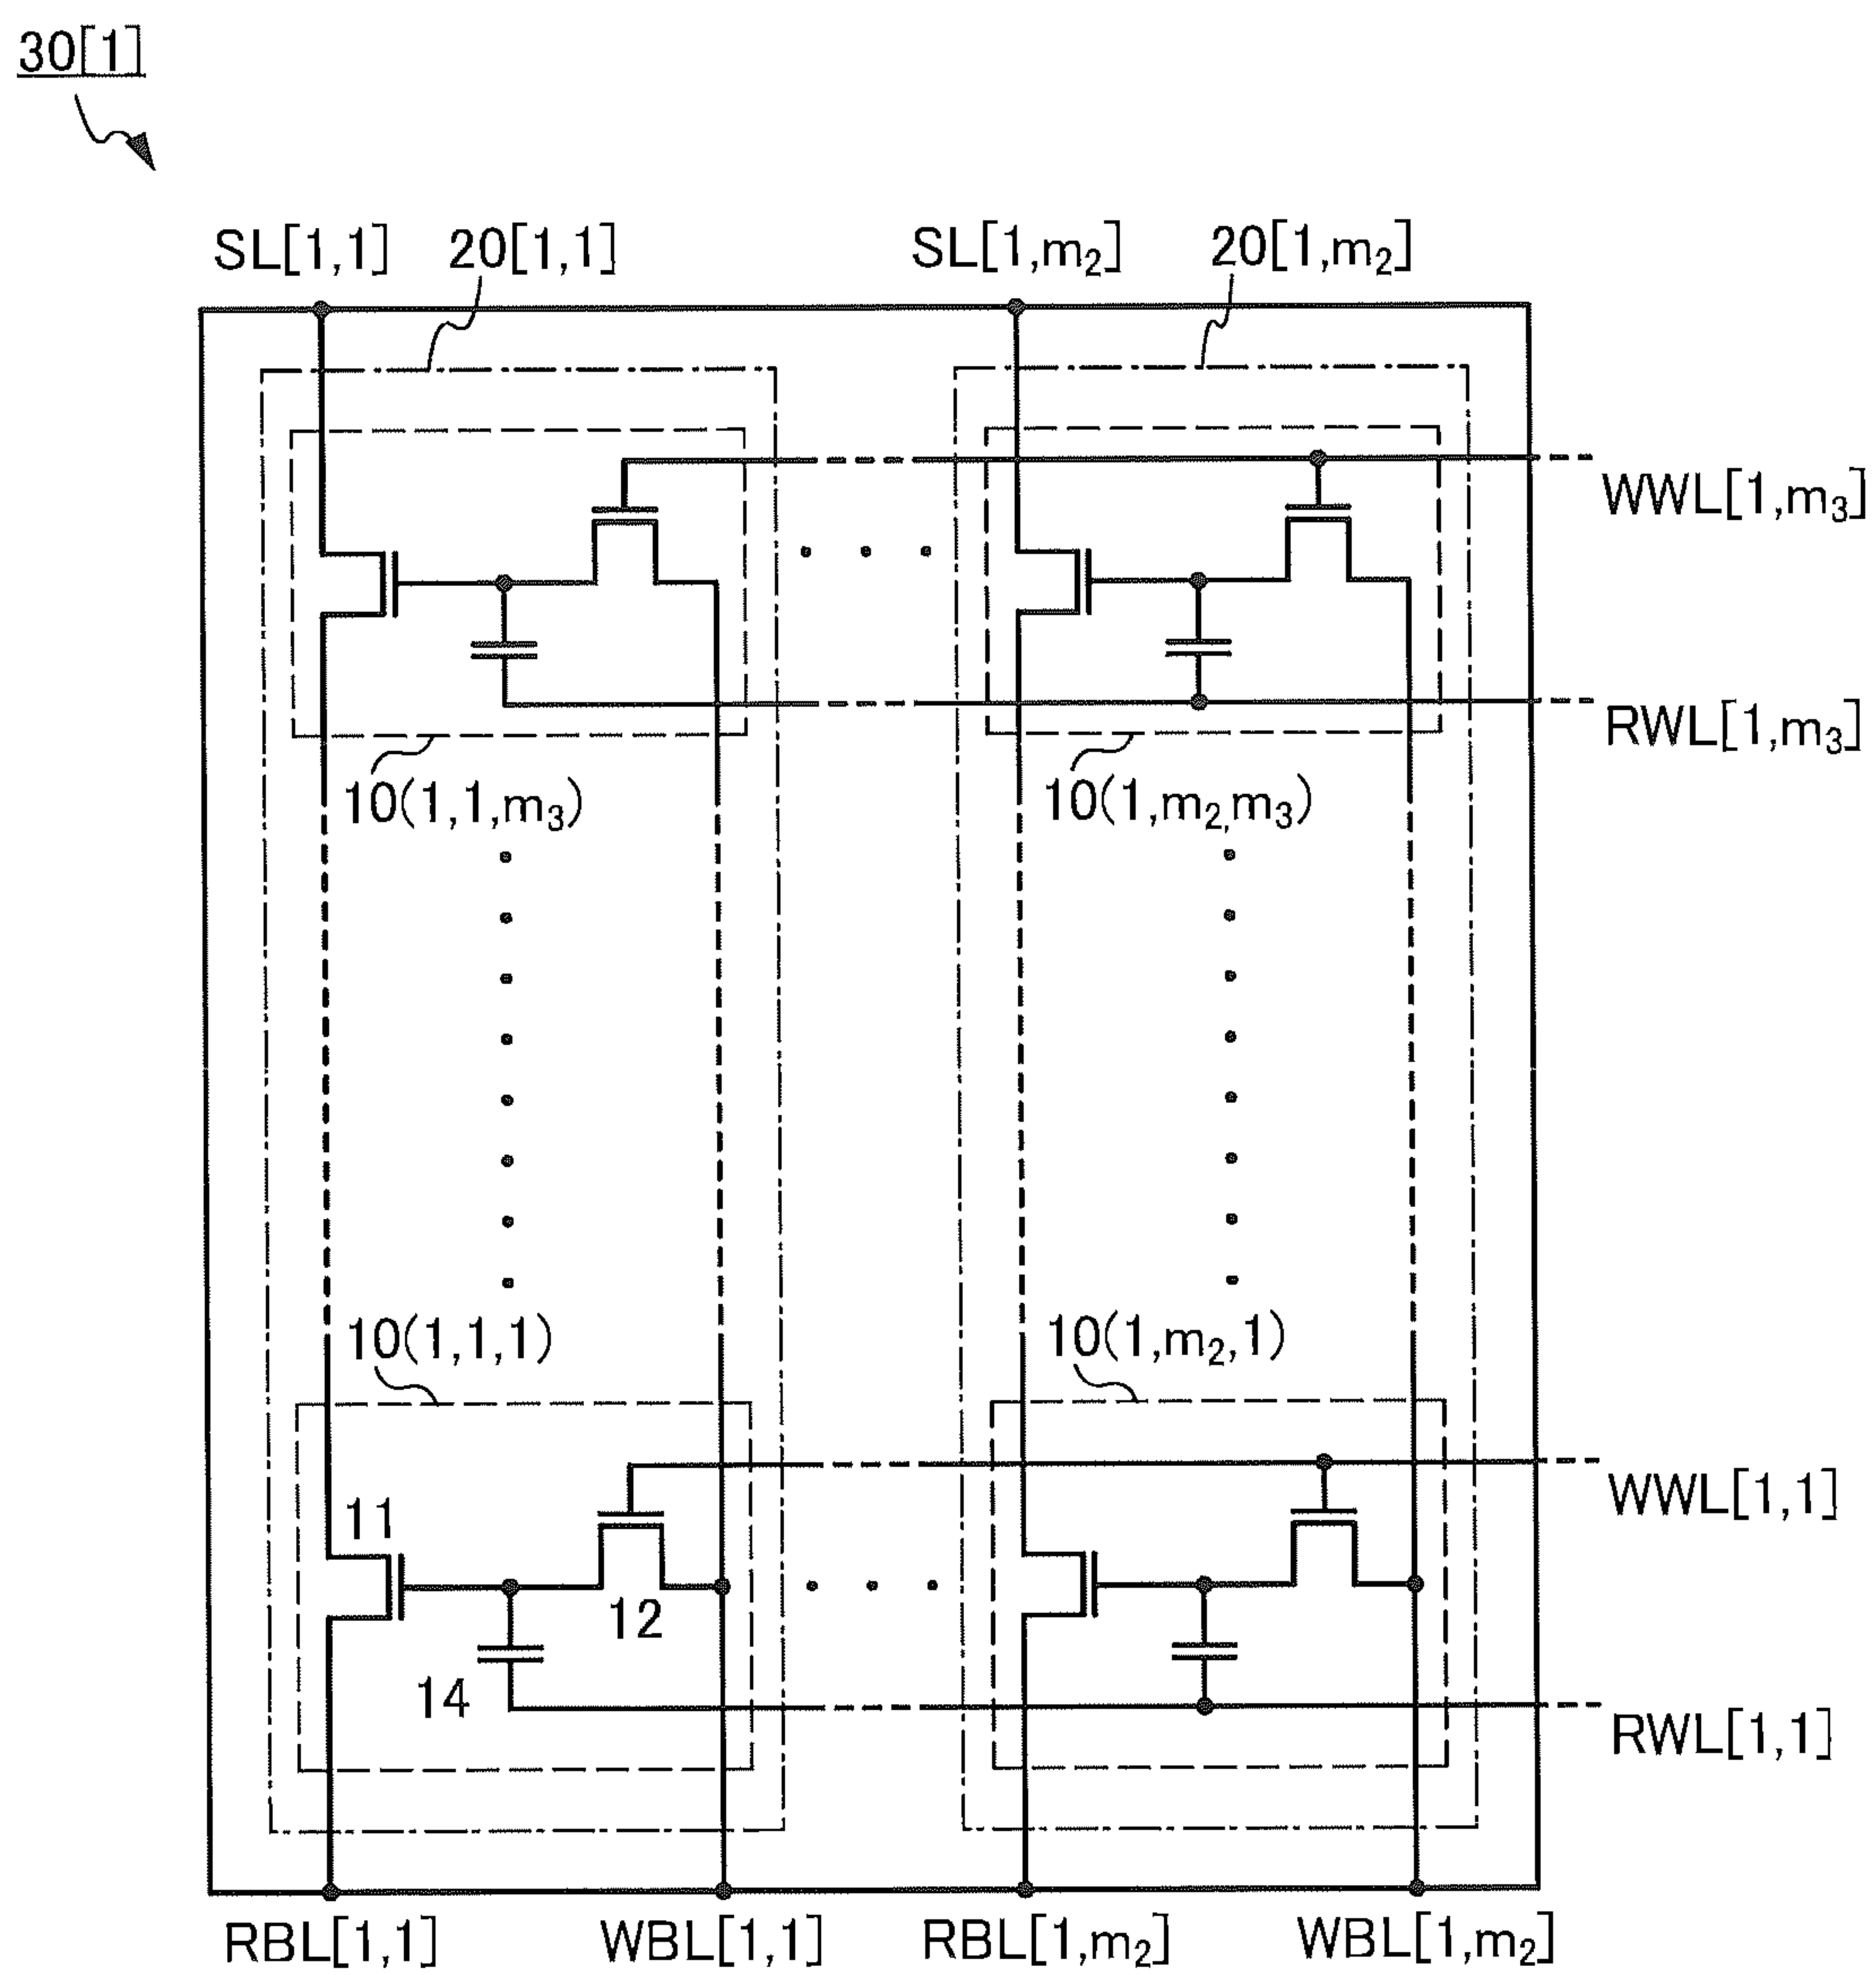 30[1]
SL[1,1]
20[1,1]
SL[1,m₂]
20[1,m₂]
WWL[1,m₃]
RWL[1,m₃]
10(1,1,m₃)
10(1,m₂,m₃)
10(1,1,1)
10(1,m₂,1)
WWL[1,1]
11
12
14
RWL[1,1]
RBL[1,1]
WBL[1,1]
RBL[1,m₂]
WBL[1,m₂]